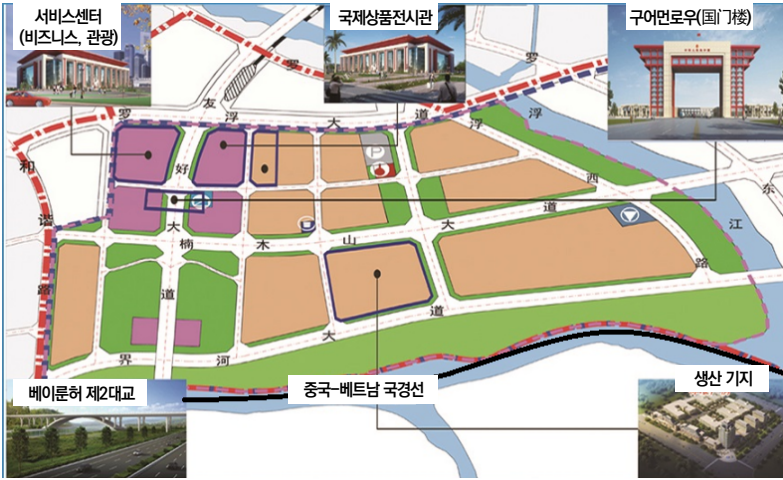 서비스센터
(비즈니스, 관광)
국제상품전시관
구어먼로우(国门楼)
罗 浮 大 道
友 好 大 道
和 谐 路
浮 西 路
罗 浮 江
罗
东
P
楠 木 山 大 道
界 河 大 道
베이룬허 제2대교
중국-베트남 국경선
생산 기지